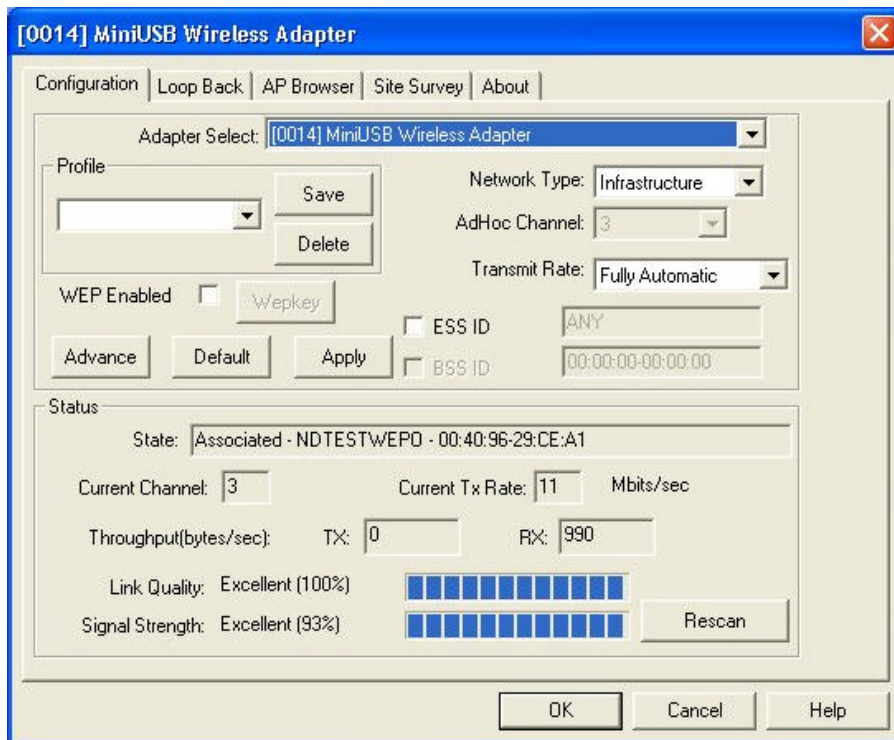 [0014] MiniUSB Wireless Adapter
Configuration Loop Back AP Browser Site Survey About
Adapter Select: [0014] MiniUSB Wireless Adapter
Profile
Save
Delete
Network Type: Infrastructure
AdHoc Channel: 3
Transmit Rate: Fully Automatic
WEP Enabled Wepkey
ESS ID ANY
BSS ID 00:00:00-00:00:00
Advance Default Apply
Status
State: Associated - NDTESTWEP0 - 00:40:96-29:CE:A1
Current Channel: 3 Current Tx Rate: 11 Mbits/sec
Throughput(bytes/sec): TX: 0 RX: 990
Link Quality: Excellent (100%)
Signal Strength: Excellent (93%)
Rescan
OK Cancel Help